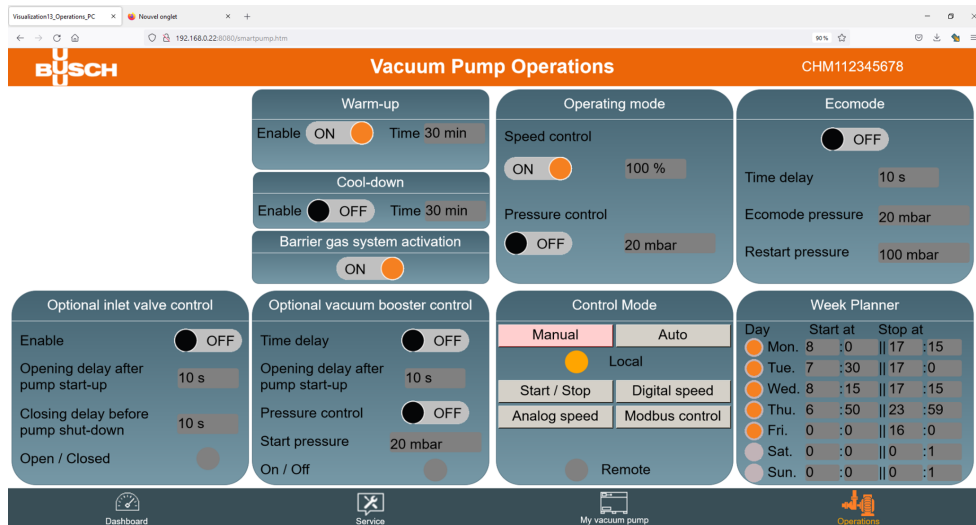 Visualization13_Operations_PC
Nouvel onglet
192.168.0.22:8080/smartpump.htm
90 %
BUSCH
Vacuum Pump Operations
CHM112345678
Warm-up
Enable ON Time 30 min
Cool-down
Enable OFF Time 30 min
Barrier gas system activation
ON
Operating mode
Speed control
ON 100 %
Pressure control
OFF 20 mbar
Ecomode
OFF
Time delay 10 s
Ecomode pressure 20 mbar
Restart pressure 100 mbar
Optional inlet valve control
Enable OFF
Opening delay after
pump start-up 10 s
Closing delay before
pump shut-down 10 s
Open / Closed
Optional vacuum booster control
Time delay OFF
Opening delay after
pump start-up 10 s
Pressure control OFF
Start pressure 20 mbar
On / Off
Control Mode
Manual Auto
Local
Start / Stop Digital speed
Analog speed Modbus control
Remote
Week Planner
Day Start at Stop at
Mon. 8 :0 || 17 :15
Tue. 7 :30 || 17 :0
Wed. 8 :15 || 17 :15
Thu. 6 :50 || 23 :59
Fri. 0 :0 || 16 :0
Sat. 0 :0 || 0 :1
Sun. 0 :0 || 0 :1
Dashboard
Service
My vacuum pump
Operations